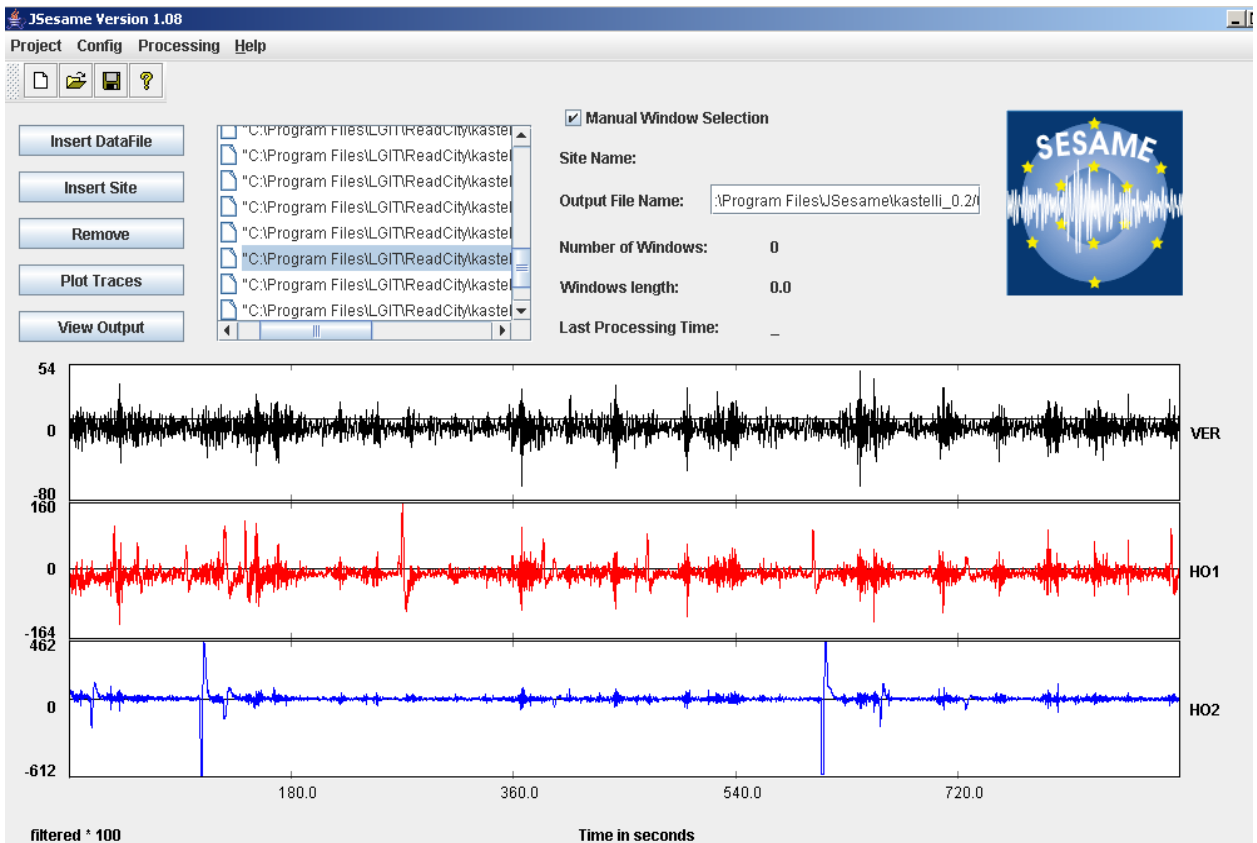 JSesame Version 1.08
Project Config Processing Help
Insert DataFile
Insert Site
Remove
Plot Traces
View Output
"C:\Program Files\LGIT\ReadCity\kastel
"C:\Program Files\LGIT\ReadCity\kastel
"C:\Program Files\LGIT\ReadCity\kastel
"C:\Program Files\LGIT\ReadCity\kastel
"C:\Program Files\LGIT\ReadCity\kastel
"C:\Program Files\LGIT\ReadCity\kastel
"C:\Program Files\LGIT\ReadCity\kastel
"C:\Program Files\LGIT\ReadCity\kastel
Manual Window Selection
Site Name:
Output File Name: :\Program Files\JSesame\kastelli_0.2/
Number of Windows: 0
Windows length: 0.0
Last Processing Time: _
SESAME
54
0
-80
VER
160
0
-164
HO1
462
0
-612
HO2
180.0 360.0 540.0 720.0
filtered * 100 Time in seconds